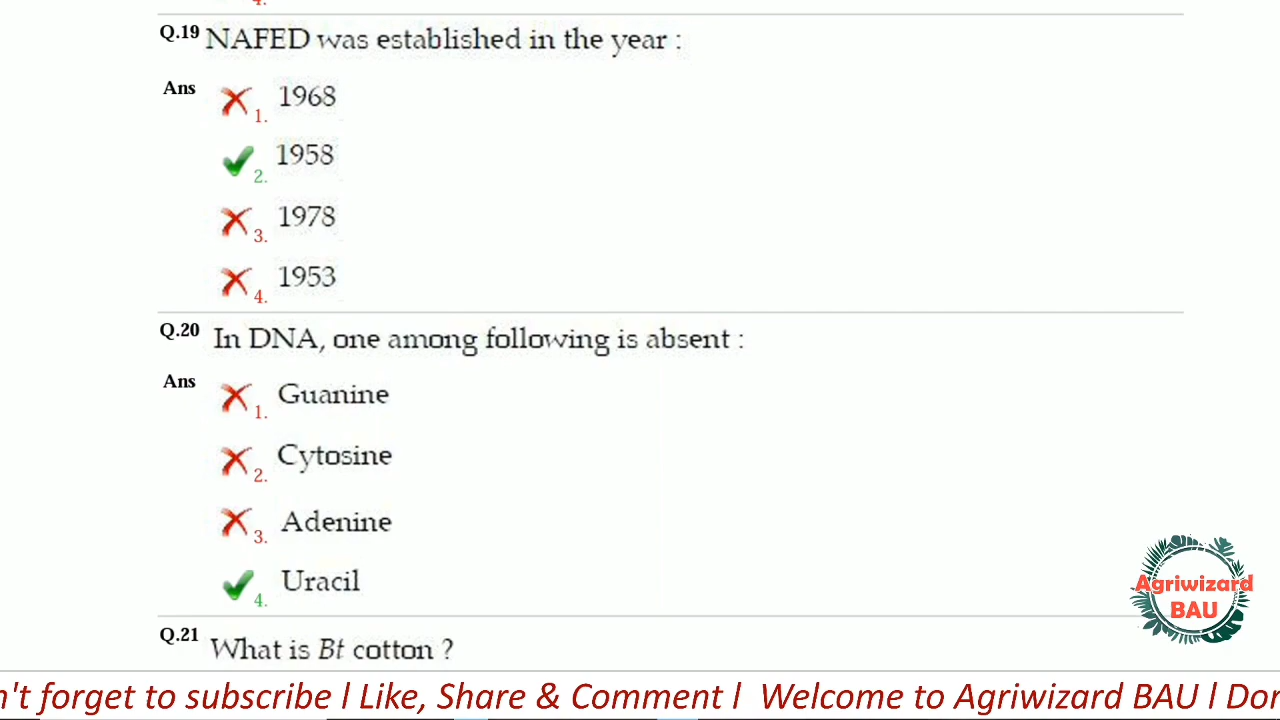 4.
Q.19 NAFED was established in the year :
Ans
1. 1968
2. 1958
3. 1978
4. 1953
Q.20 In DNA, one among following is absent :
Ans
1. Guanine
2. Cytosine
3. Adenine
4. Uracil
Agriwizard
BAU
Q.21 What is Bt cotton ?
n't forget to subscribe l Like, Share & Comment l Welcome to Agriwizard BAU l Don